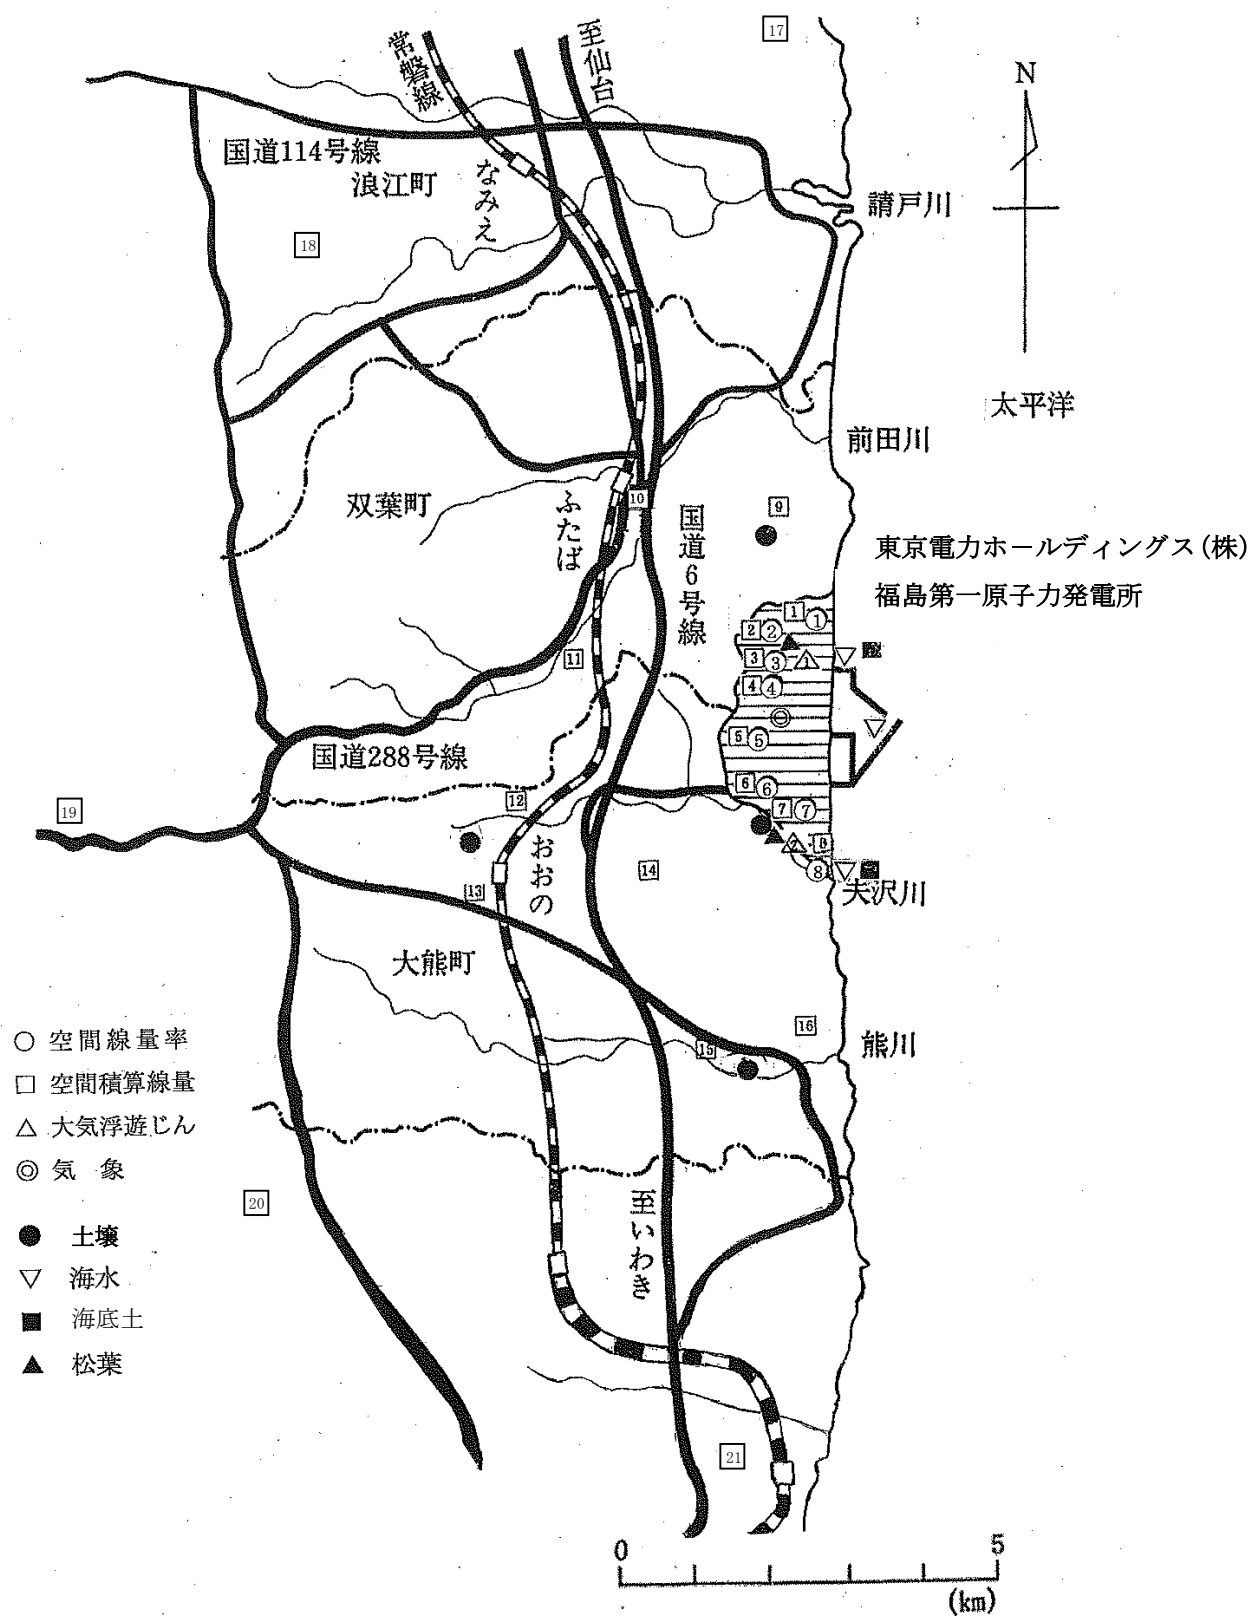 17
常磐線
至仙台
N
国道114号線
浪江町
なみえ
請戸川
18
太平洋
前田川
双葉町
ふたば
10
9
国道6号線
東京電力ホールディングス(株)
福島第一原子力発電所
1 ①
2 ②
3 ③ 1
4 ④
11
5 ⑤
国道288号線
6 ⑥
12
7 ⑦
19
おおの
8
⑧
14
13
夫沢川
大熊町
16
15
熊川
○ 空間線量率
□ 空間積算線量
△ 大気浮遊じん
◎ 気象
● 土壌
▽ 海水
■ 海底土
▲ 松葉
20
至いわき
21
0 5
(km)